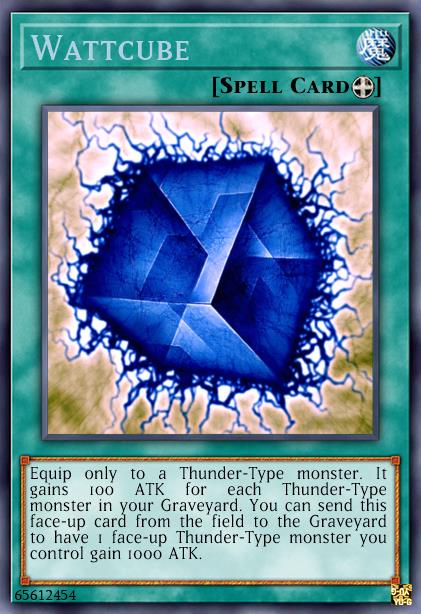 Wattcube
[Spell Card]
Equip only to a Thunder-Type monster. It
gains 100 ATK for each Thunder-Type
monster in your Graveyard. You can send this
face-up card from the field to the Graveyard
to have 1 face-up Thunder-Type monster you
control gain 1000 ATK.
65612454